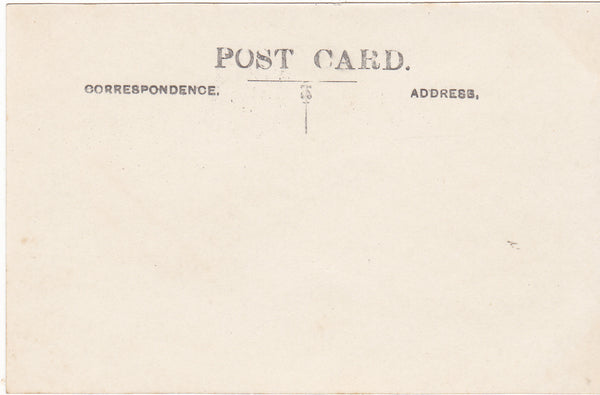 POST CARD.
CORRESPONDENCE. ADDRESS.